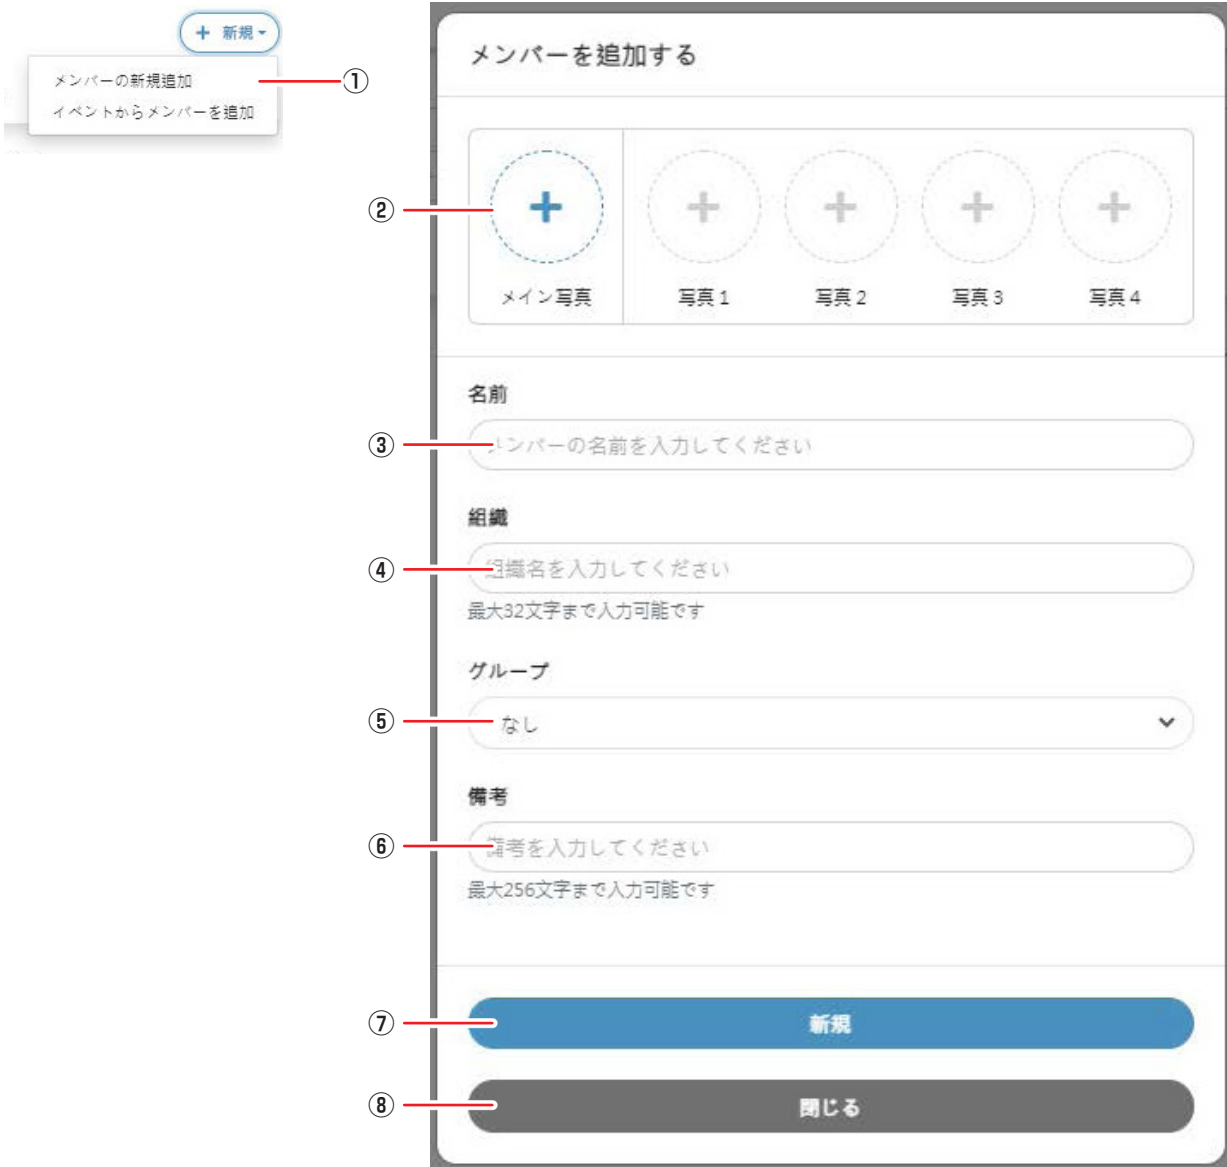 + 新規
メンバーの新規追加
①
イベントからメンバーを追加
メンバーを追加する
②
メイン写真 写真1 写真2 写真3 写真4
名前
③
メンバーの名前を入力してください
組織
④
組織名を入力してください
最大32文字まで入力可能です
グループ
⑤
なし
備考
⑥
備考を入力してください
最大256文字まで入力可能です
⑦
新規
⑧
閉じる